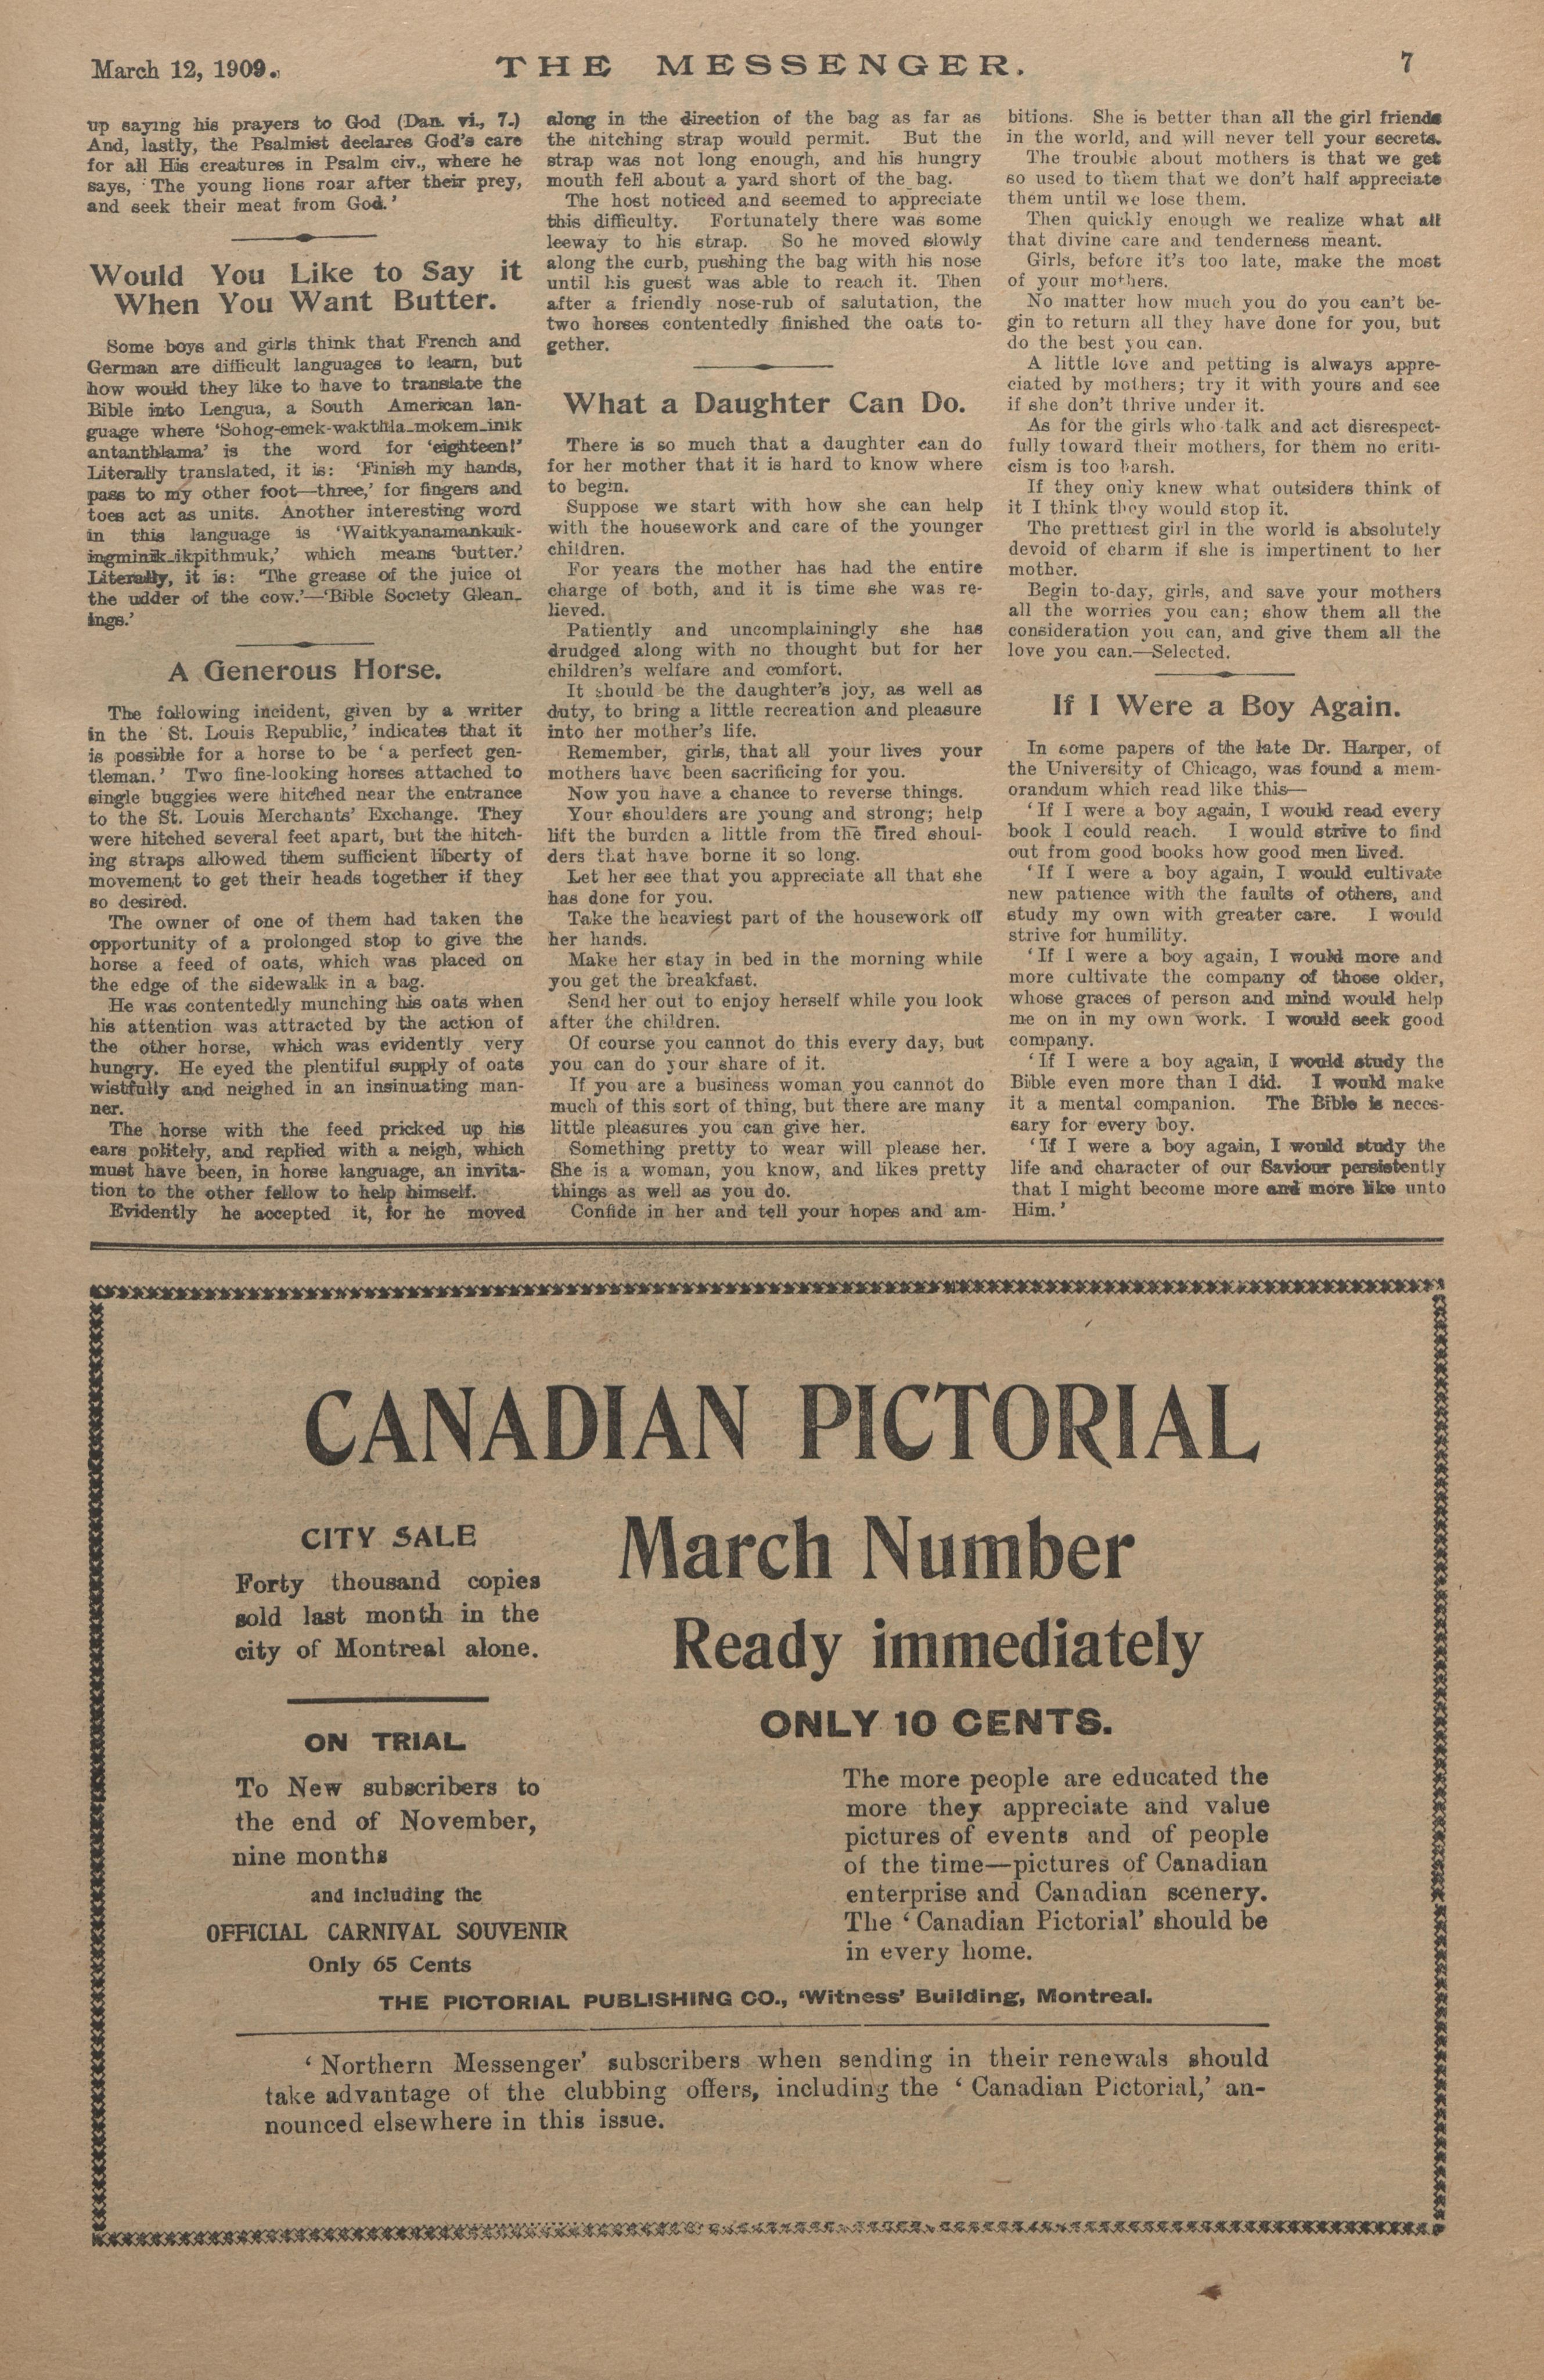 March 12, 1909.
THE MESSENGER.
7
up saying his prayers to God (Dan. vi., 7.)
And, lastly, the Psalmist declares God's care
for all His creatures in Psalm civ., where he
says, 'The young lions roar after their prey,
and seek their meat from God.'
Would You Like to Say it
When You Want Butter.
Some boys and girls think that French and
German are difficult languages to learn, but
how would they like to have to translate the
Bible into Lengua, a South American lan-
guage where 'Sohog-emek-wakthla-mokem-inik
antanthlama' is the word for 'eighteen!'
Literally translated, it is: 'Finish my hands,
pass to my other foot—three,' for fingers and
toes act as units. Another interesting word
in this language is 'Waitkyanamankuk-
ingminik-ikpithmuk,' which means 'butter.'
Literally, it is: 'The grease of the juice of
the udder of the cow.'—'Bible Society Glean-
ings.'
A Generous Horse.
The following incident, given by a writer
in the 'St. Louis Republic,' indicates that it
is possible for a horse to be 'a perfect gen-
tleman.' Two fine-looking horses attached to
single buggies were hitched near the entrance
to the St. Louis Merchants' Exchange. They
were hitched several feet apart, but the hitch-
ing straps allowed them sufficient liberty of
movement to get their heads together if they
so desired.
The owner of one of them had taken the
opportunity of a prolonged stop to give the
horse a feed of oats, which was placed on
the edge of the sidewalk in a bag.
He was contentedly munching his oats when
his attention was attracted by the action of
the other horse, which was evidently very
hungry. He eyed the plentiful supply of oats
wistfully and neighed in an insinuating man-
ner.
The horse with the feed pricked up his
ears politely, and replied with a neigh, which
must have been, in horse language, an invita-
tion to the other fellow to help himself.
Evidently he accepted it, for he moved
along in the direction of the bag as far as
the hitching strap would permit. But the
strap was not long enough, and his hungry
mouth fell about a yard short of the bag.
The host noticed and seemed to appreciate
this difficulty. Fortunately there was some
leeway to his strap. So he moved slowly
along the curb, pushing the bag with his nose
until his guest was able to reach it. Then
after a friendly nose-rub of salutation, the
two horses contentedly finished the oats to-
gether.
What a Daughter Can Do.
There is so much that a daughter can do
for her mother that it is hard to know where
to begin.
Suppose we start with how she can help
with the housework and care of the younger
children.
For years the mother has had the entire
charge of both, and it is time she was re-
lieved.
Patiently and uncomplainingly she has
drudged along with no thought but for her
children's welfare and comfort.
It should be the daughter's joy, as well as
duty, to bring a little recreation and pleasure
into her mother's life.
Remember, girls, that all your lives your
mothers have been sacrificing for you.
Now you have a chance to reverse things.
Your shoulders are young and strong; help
lift the burden a little from the tired shoul-
ders that have borne it so long.
Let her see that you appreciate all that she
has done for you.
Take the heaviest part of the housework off
her hands.
Make her stay in bed in the morning while
you get the breakfast.
Send her out to enjoy herself while you look
after the children.
Of course you cannot do this every day, but
you can do your share of it.
If you are a business woman you cannot do
much of this sort of thing, but there are many
little pleasures you can give her.
Something pretty to wear will please her.
She is a woman, you know, and likes pretty
things as well as you do.
Confide in her and tell your hopes and am-
bitions. She is better than all the girl friends
in the world, and will never tell your secrets.
The trouble about mothers is that we get
so used to them that we don't half appreciate
them until we lose them.
Then quickly enough we realize what all
that divine care and tenderness meant.
Girls, before it's too late, make the most
of your mothers.
No matter how much you do you can't be-
gin to return all they have done for you, but
do the best you can.
A little love and petting is always appre-
ciated by mothers; try it with yours and see
if she don't thrive under it.
As for the girls who talk and act disrespect-
fully toward their mothers, for them no criti-
cism is too harsh.
If they only knew what outsiders think of
it I think they would stop it.
The prettiest girl in the world is absolutely
devoid of charm if she is impertinent to her
mother.
Begin to-day, girls, and save your mothers
all the worries you can; show them all the
consideration you can, and give them all the
love you can.—Selected.
If I Were a Boy Again.
In some papers of the late Dr. Harper, of
the University of Chicago, was found a mem-
orandum which read like this—
'If I were a boy again, I would read every
book I could reach. I would strive to find
out from good books how good men lived.
'If I were a boy again, I would cultivate
new patience with the faults of others, and
study my own with greater care. I would
strive for humility.
'If I were a boy again, I would more and
more cultivate the company of those older,
whose graces of person and mind would help
me on in my own work. I would seek good
company.
'If I were a boy again, I would study the
Bible even more than I did. I would make
it a mental companion. The Bible is neces-
sary for every boy.
'If I were a boy again, I would study the
life and character of our Saviour persistently
that I might become more and more like unto
Him.'
CANADIAN PICTORIAL
CITY SALE
Forty thousand copies
sold last month in the
city of Montreal alone.
ON TRIAL
To New subscribers to
the end of November,
nine months
and including the
OFFICIAL CARNIVAL SOUVENIR
Only 65 Cents
March Number
Ready immediately
ONLY 10 CENTS.
The more people are educated the
more they appreciate and value
pictures of events and of people
of the time—pictures of Canadian
enterprise and Canadian scenery.
The 'Canadian Pictorial' should be
in every home.
THE PICTORIAL PUBLISHING CO., 'Witness' Building, Montreal.
'Northern Messenger' subscribers when sending in their renewals should
take advantage of the clubbing offers, including the 'Canadian Pictorial,' an-
nounced elsewhere in this issue.